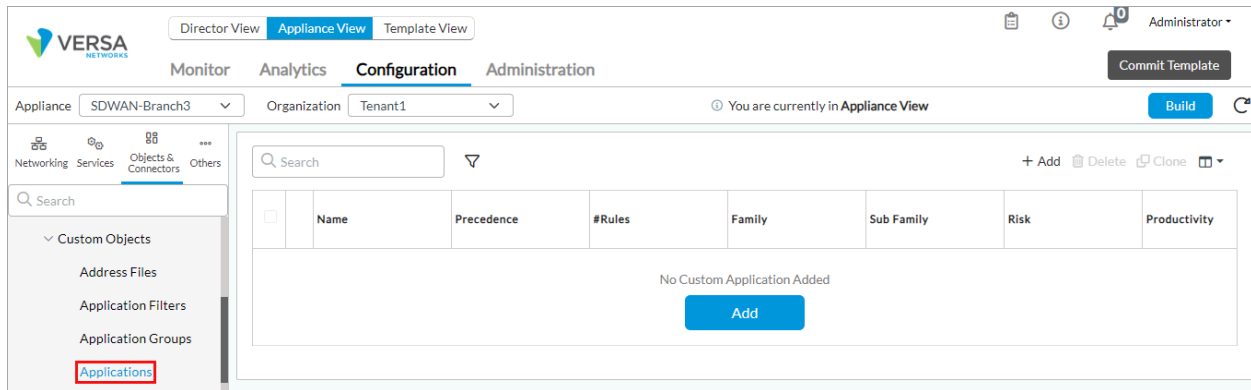 VERSA
NETWORKS
Director View Appliance View Template View
0 Administrator
Monitor Analytics Configuration Administration
Commit Template
Appliance SDWAN-Branch3 Organization Tenant1 You are currently in Appliance View Build
Networking Services Objects & Connectors Others
Search
Search
+ Add Delete Clone
Name Precedence #Rules Family Sub Family Risk Productivity
Custom Objects
Address Files
Application Filters
Application Groups
Applications
No Custom Application Added
Add